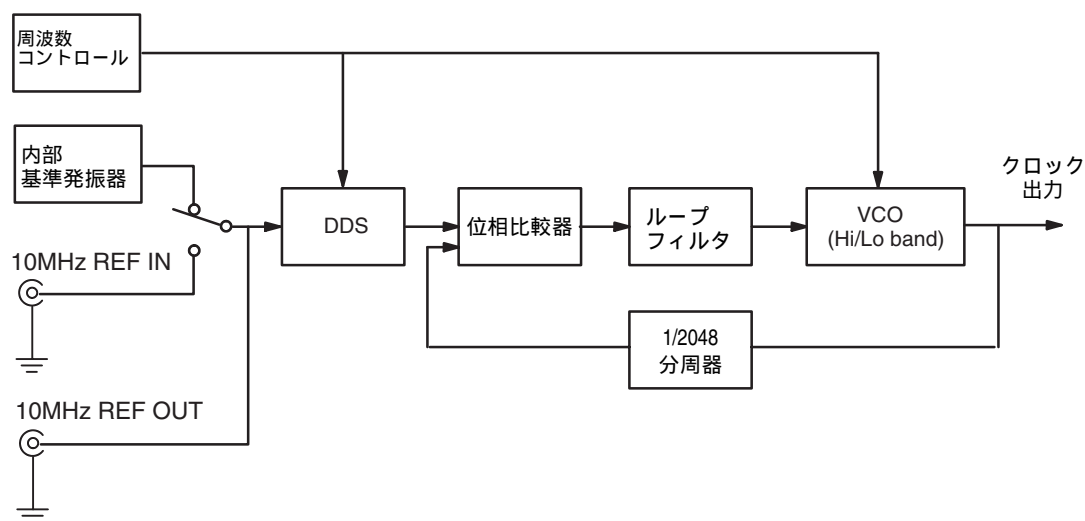 周波数
コントロール
内部
基準発振器
クロック
出力
DDS
位相比較器
ループ
フィルタ
VCO
(Hi/Lo band)
10MHz REF IN
1/2048
分周器
10MHz REF OUT